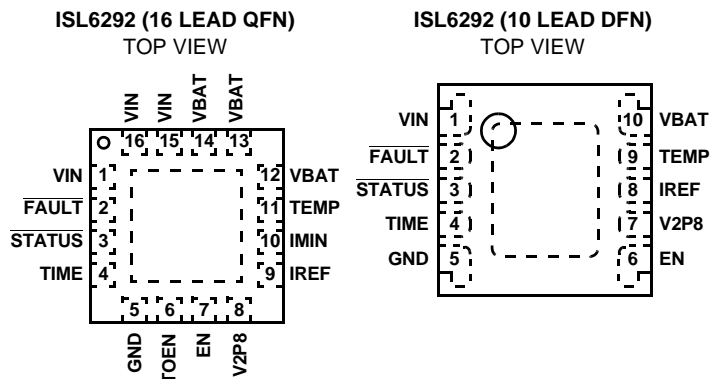 ISL6292 (16 LEAD QFN)
TOP VIEW
VIN
VIN
VBAT
VBAT
16 15 14 13
VIN 1
12 VBAT
FAULT 2
11 TEMP
STATUS 3
10 IMIN
TIME 4
9 IREF
5 6 7 8
GND
TOEN
EN
V2P8
ISL6292 (10 LEAD DFN)
TOP VIEW
VIN 1
10 VBAT
FAULT 2
9 TEMP
STATUS 3
8 IREF
TIME 4
7 V2P8
GND 5
6 EN